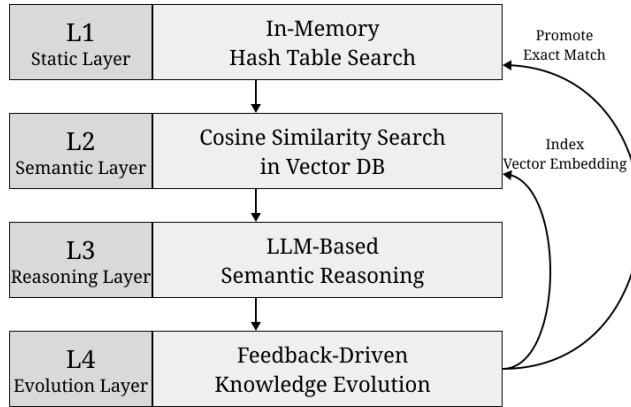 L1
Static Layer
In-Memory
Hash Table Search
Promote
Exact Match
L2
Semantic Layer
Cosine Similarity Search
in Vector DB
Index
Vector Embedding
L3
Reasoning Layer
LLM-Based
Semantic Reasoning
L4
Evolution Layer
Feedback-Driven
Knowledge Evolution